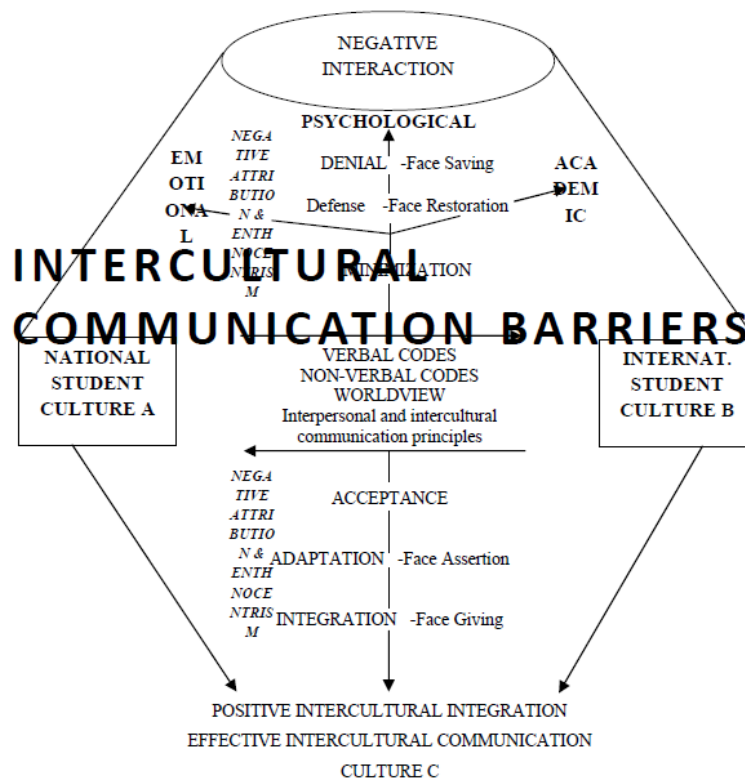 NEGATIVE
INTERACTION
PSYCHOLOGICAL
NEGA
TIVE
ATTRI
BUTIO
N &
ENTH
NOCE
NTRIS
M
EM
OTI
ONA
L
DENIAL -Face Saving
ACA
DEM
IC
Defense -Face Restoration
MINIMIZATION
INTERCULTURAL
COMMUNICATION BARRIERS
NATIONAL
STUDENT
CULTURE A
VERBAL CODES
NON-VERBAL CODES
WORLDVIEW
Interpersonal and intercultural
communication principles
INTERNAT.
STUDENT
CULTURE B
NEGA
TIVE
ATTRI
BUTIO
N &
ENTH
NOCE
NTRIS
M
ACCEPTANCE
ADAPTATION -Face Assertion
INTEGRATION -Face Giving
POSITIVE INTERCULTURAL INTEGRATION
EFFECTIVE INTERCULTURAL COMMUNICATION
CULTURE C